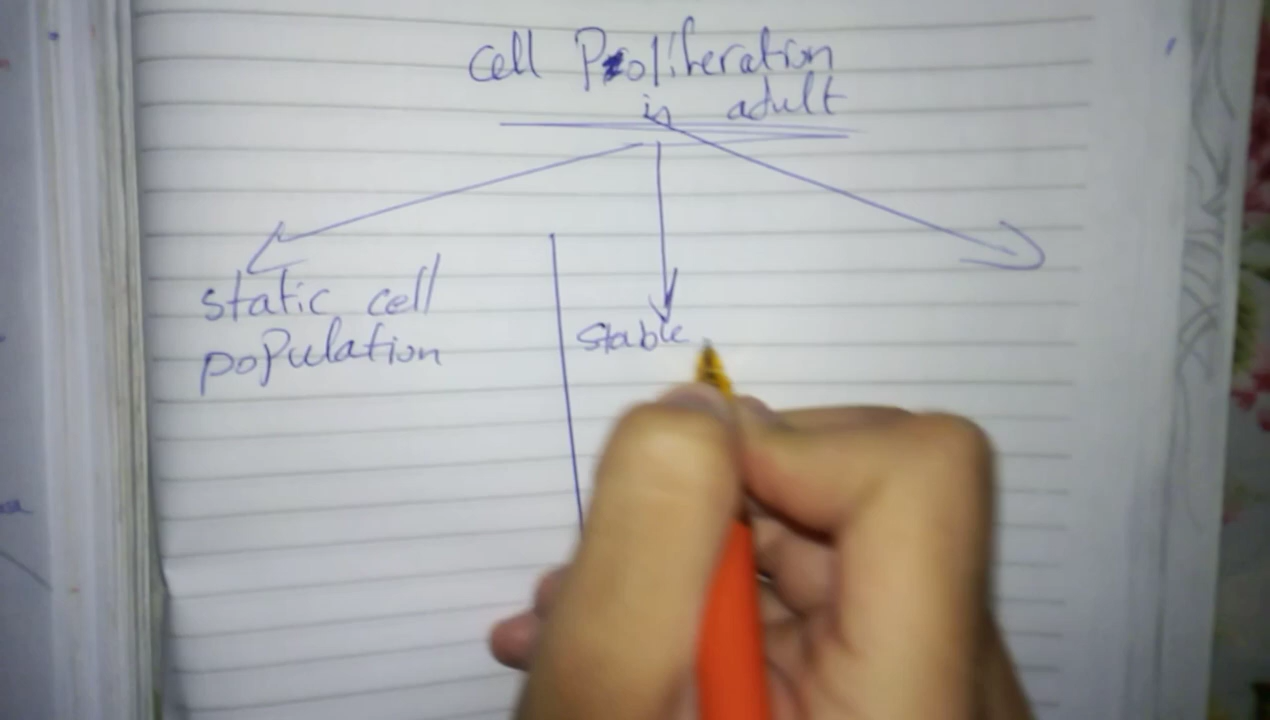 cell Proliferation
in adult
static cell
population
stable